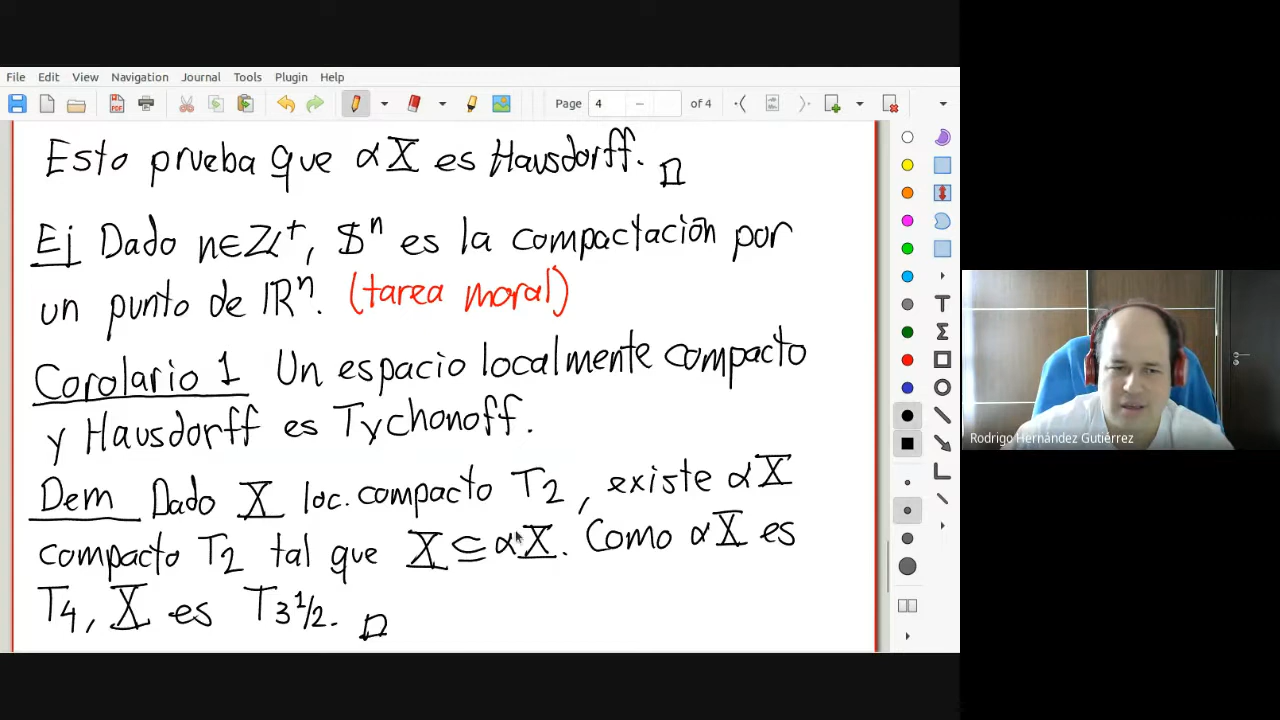 File Edit View Navigation Journal Tools Plugin Help
Page 4 of 4
Esto prueba que αX es Hausdorff. □
Ej Dado n∈ℤ⁺, 𝕊ⁿ es la compactación por
un punto de ℝⁿ. (tarea moral)
Corolario 1 Un espacio localmente compacto
y Hausdorff es Tychonoff.
Dem Dado X loc. compacto T₂, existe αX
compacto T₂ tal que X ⊆ αX. Como αX es
T₄, X es T₃½. □
Rodrigo Hernández Gutiérrez